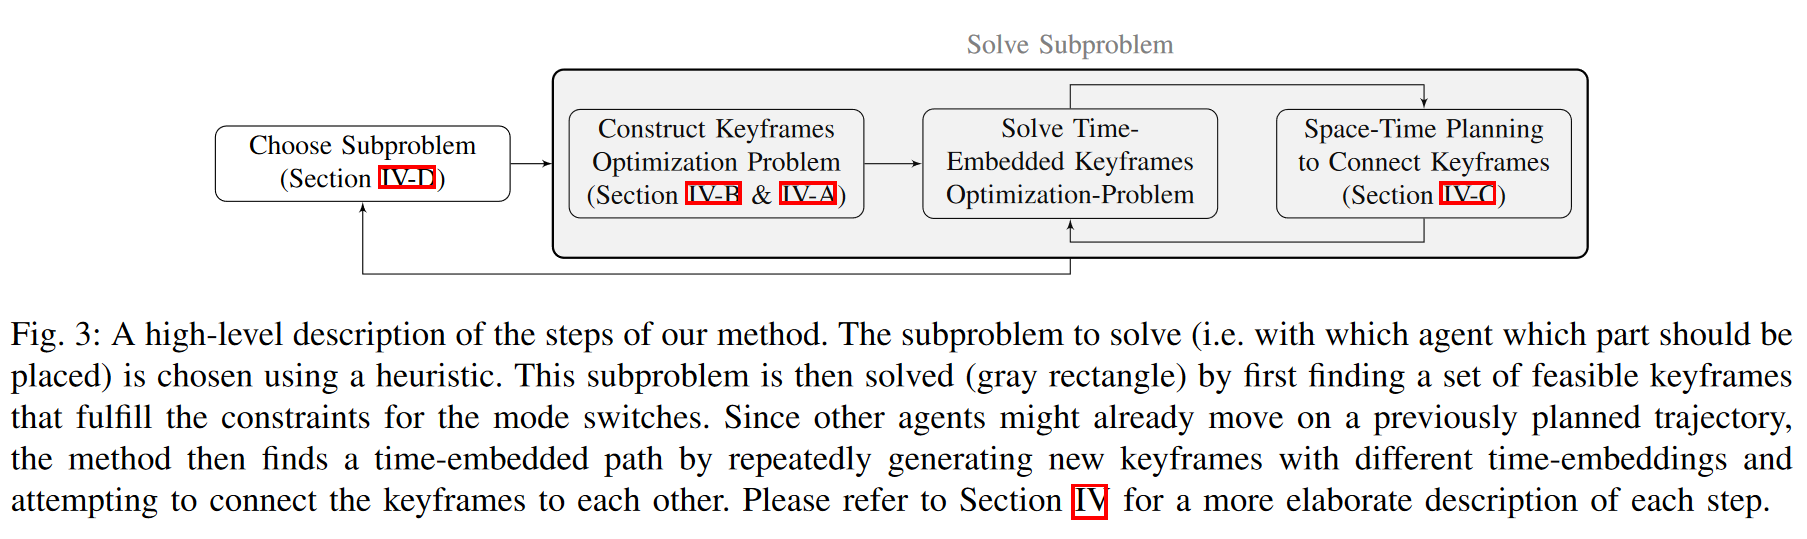 Solve Subproblem
Choose Subproblem
(Section IV-D)
Construct Keyframes
Optimization Problem
(Section IV-B & IV-A)
Solve Time-
Embedded Keyframes
Optimization-Problem
Space-Time Planning
to Connect Keyframes
(Section IV-C)
Fig. 3: A high-level description of the steps of our method. The subproblem to solve (i.e. with which agent which part should be
placed) is chosen using a heuristic. This subproblem is then solved (gray rectangle) by first finding a set of feasible keyframes
that fulfill the constraints for the mode switches. Since other agents might already move on a previously planned trajectory,
the method then finds a time-embedded path by repeatedly generating new keyframes with different time-embeddings and
attempting to connect the keyframes to each other. Please refer to Section IV for a more elaborate description of each step.